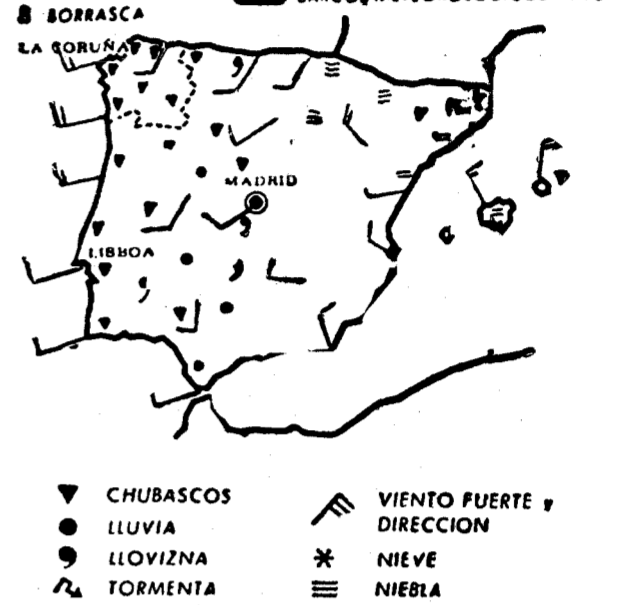 B BORRASCA
LA CORUÑA
MADRID
LISBOA
CHUBASCOS
LLUVIA
LLOVIZNA
TORMENTA
VIENTO FUERTE y
DIRECCION
NIEVE
NIEBLA